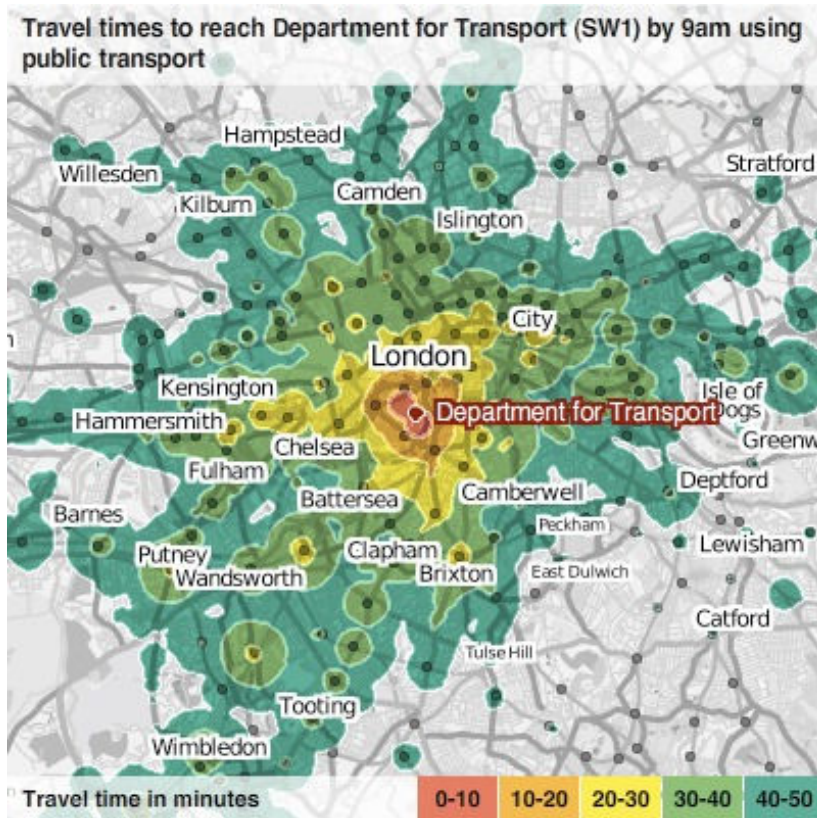 Travel times to reach Department for Transport (SW1) by 9am using
public transport
Hampstead
Willesden
Stratford
Kilburn
Camden
Islington
City
London
Kensington
Isle of
Dogs
Department for Transport
Hammersmith
Greenw
Chelsea
Fulham
Deptford
Battersea
Camberwell
Barnes
Peckham
Putney
Clapham
Lewisham
Wandsworth
Brixton
East Dulwich
Catford
Tulse Hill
Tooting
Wimbledon
Travel time in minutes
0-10
10-20
20-30
30-40
40-50